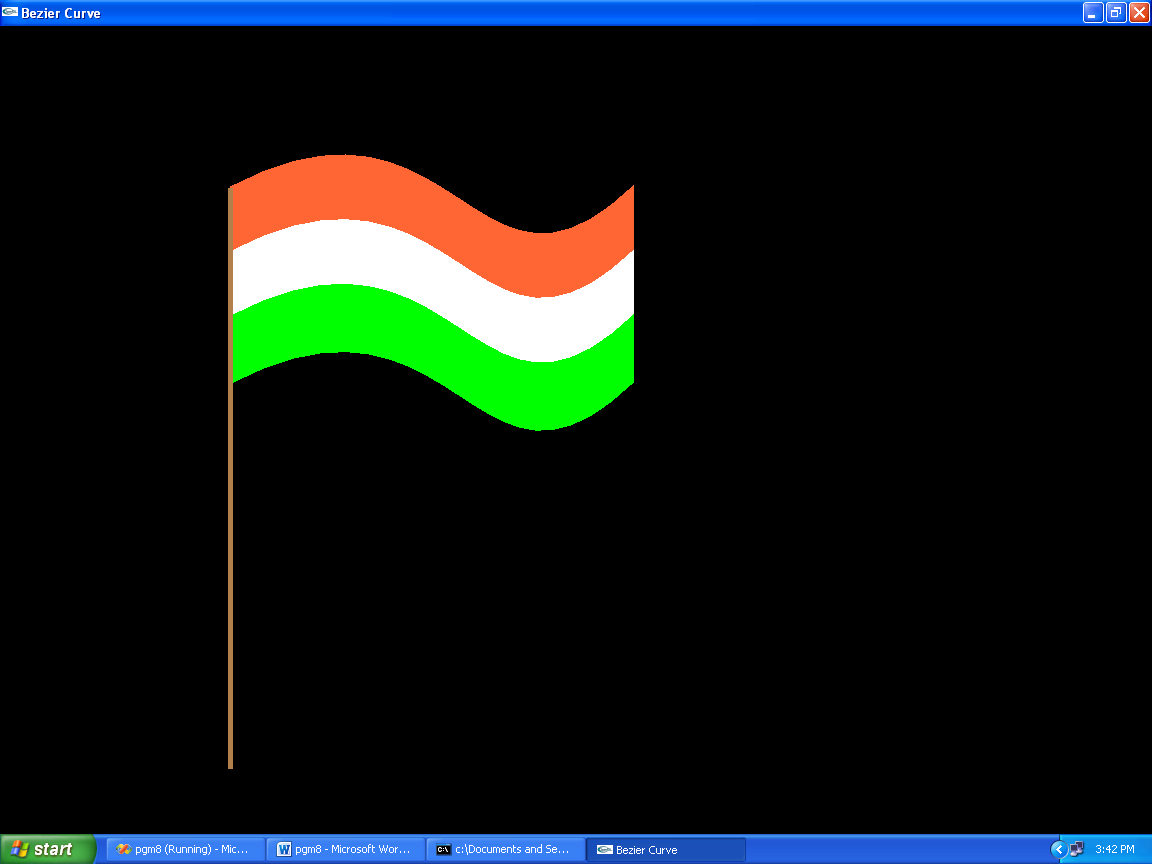 Bezier Curve
start
pgm8 (Running) - Mic...
pgm8 - Microsoft Wor...
c:\Documents and Se...
Bezier Curve
3:42 PM